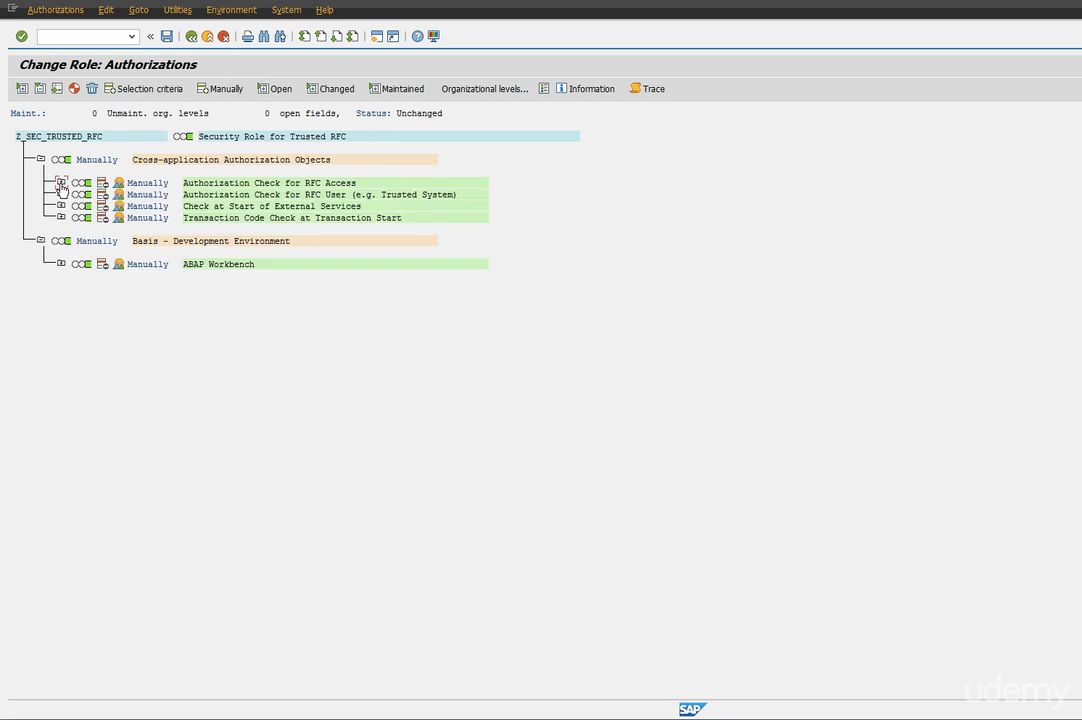 Authorizations Edit Goto Utilities Environment System Help
Change Role: Authorizations
Selection criteria Manually Open Changed Maintained Organizational levels... Information Trace
Maint.: 0 Unmaint. org. levels 0 open fields, Status: Unchanged
Z_SEC_TRUSTED_RFC Security Role for Trusted RFC
Manually Cross-application Authorization Objects
Manually Authorization Check for RFC Access
Manually Authorization Check for RFC User (e.g. Trusted System)
Manually Check at Start of External Services
Manually Transaction Code Check at Transaction Start
Manually Basis - Development Environment
Manually ABAP Workbench
udemy
SAP